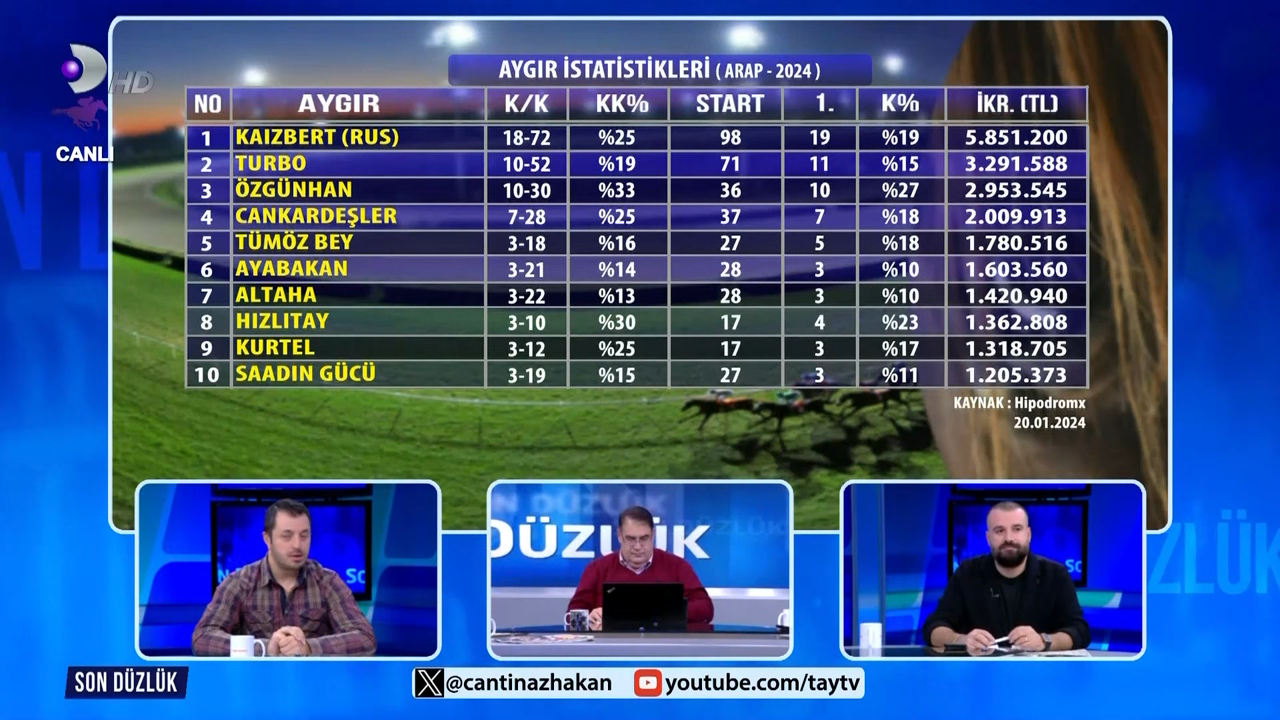 HD
CANLI
AYGIR İSTATİSTİKLERİ ( ARAP - 2024 )
NO AYGIR K/K KK% START 1. K% İKR. (TL)
1 KAIZBERT (RUS) 18-72 %25 98 19 %19 5.851.200
2 TURBO 10-52 %19 71 11 %15 3.291.588
3 ÖZGÜNHAN 10-30 %33 36 10 %27 2.953.545
4 CANKARDEŞLER 7-28 %25 37 7 %18 2.009.913
5 TÜMÖZ BEY 3-18 %16 27 5 %18 1.780.516
6 AYABAKAN 3-21 %14 28 3 %10 1.603.560
7 ALTAHA 3-22 %13 28 3 %10 1.420.940
8 HIZLITAY 3-10 %30 17 4 %23 1.362.808
9 KURTEL 3-12 %25 17 3 %17 1.318.705
10 SAADIN GÜCÜ 3-19 %15 27 3 %11 1.205.373
KAYNAK : Hipodromx
20.01.2024
N DÜZLÜK
DÜZLÜK
ZLÜK
SON DÜZLÜK
@cantinazhakan
youtube.com/taytv